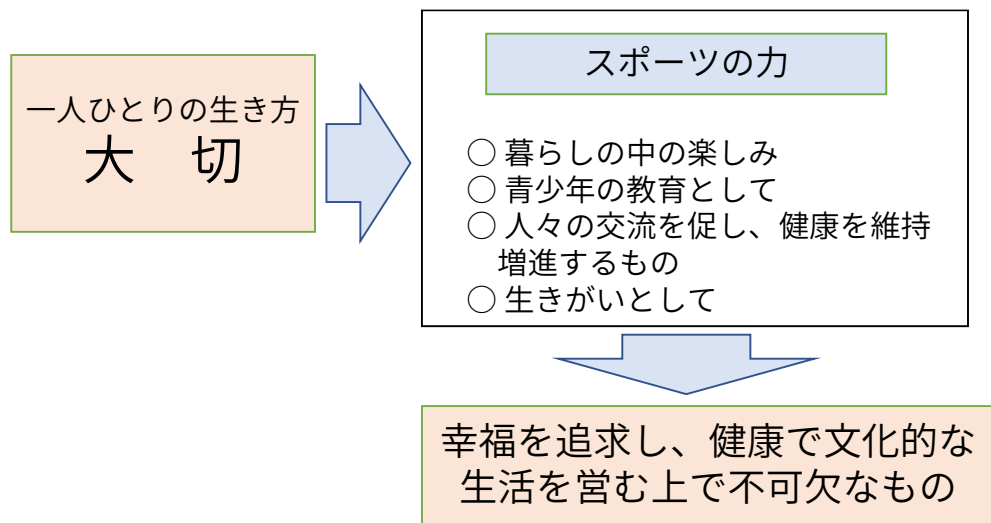 一人ひとりの生き方
大　切
スポーツの力
○ 暮らしの中の楽しみ
○ 青少年の教育として
○ 人々の交流を促し、健康を維持
増進するもの
○ 生きがいとして
幸福を追求し、健康で文化的な
生活を営む上で不可欠なもの